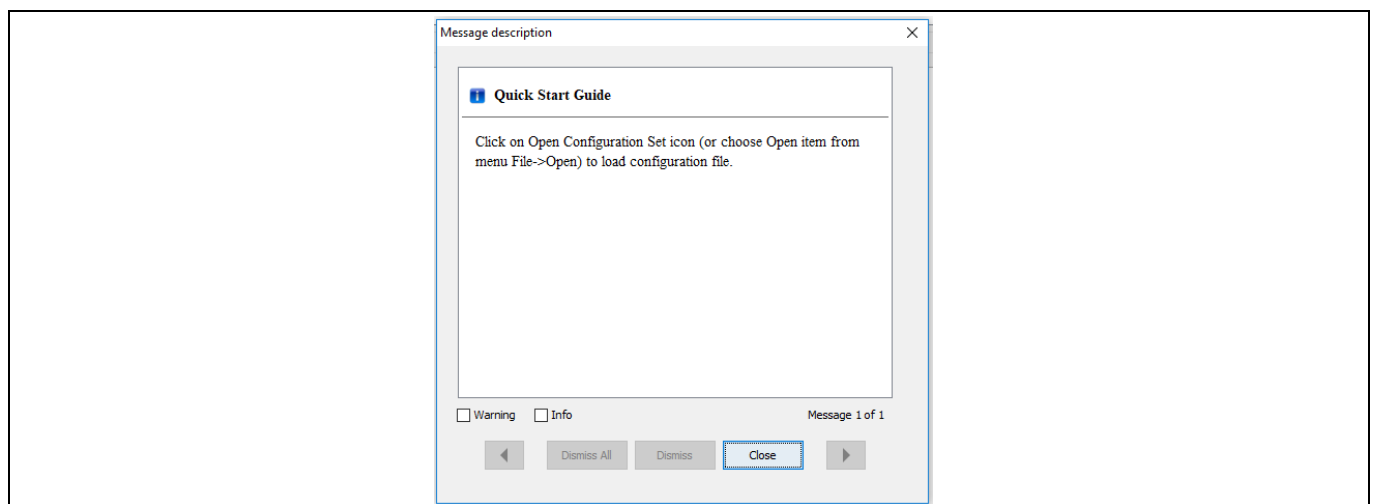 Message description
Quick Start Guide
Click on Open Configuration Set icon (or choose Open item from
menu File->Open) to load configuration file.
Warning Info Message 1 of 1
Dismiss All Dismiss Close